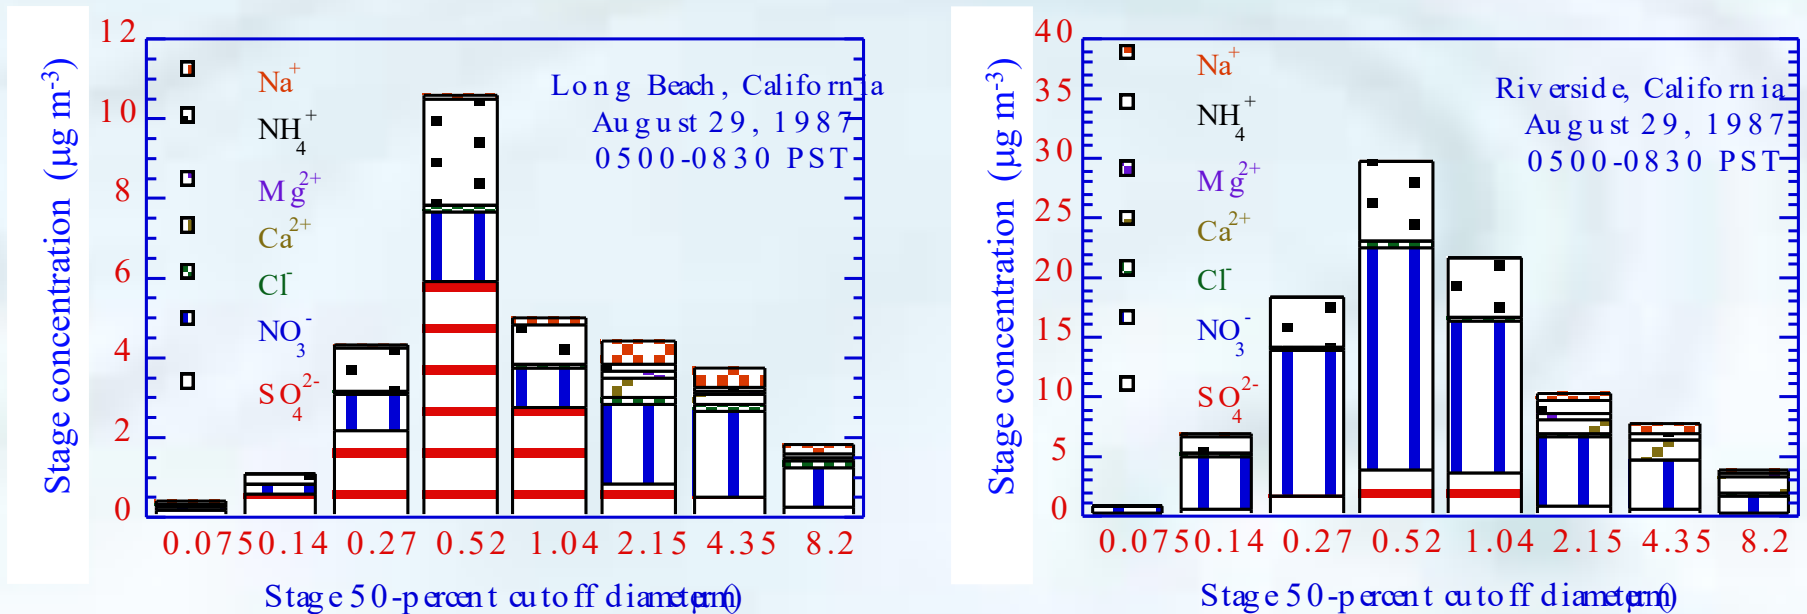 Stage concentration (µg m-3)
12
10
8
6
4
2
0
Na+
NH4+
Mg2+
Ca2+
Cl-
NO3-
SO42-
Long Beach, California
August 29, 1987
0500-0830 PST
0.075 0.14 0.27 0.52 1.04 2.15 4.35 8.2
Stage 50-percent cutoff diameter (µm)
Stage concentration (µg m-3)
40
35
30
25
20
15
10
5
0
Na+
NH4+
Mg2+
Ca2+
Cl-
NO3-
SO42-
Riverside, California
August 29, 1987
0500-0830 PST
0.075 0.14 0.27 0.52 1.04 2.15 4.35 8.2
Stage 50-percent cutoff diameter (µm)